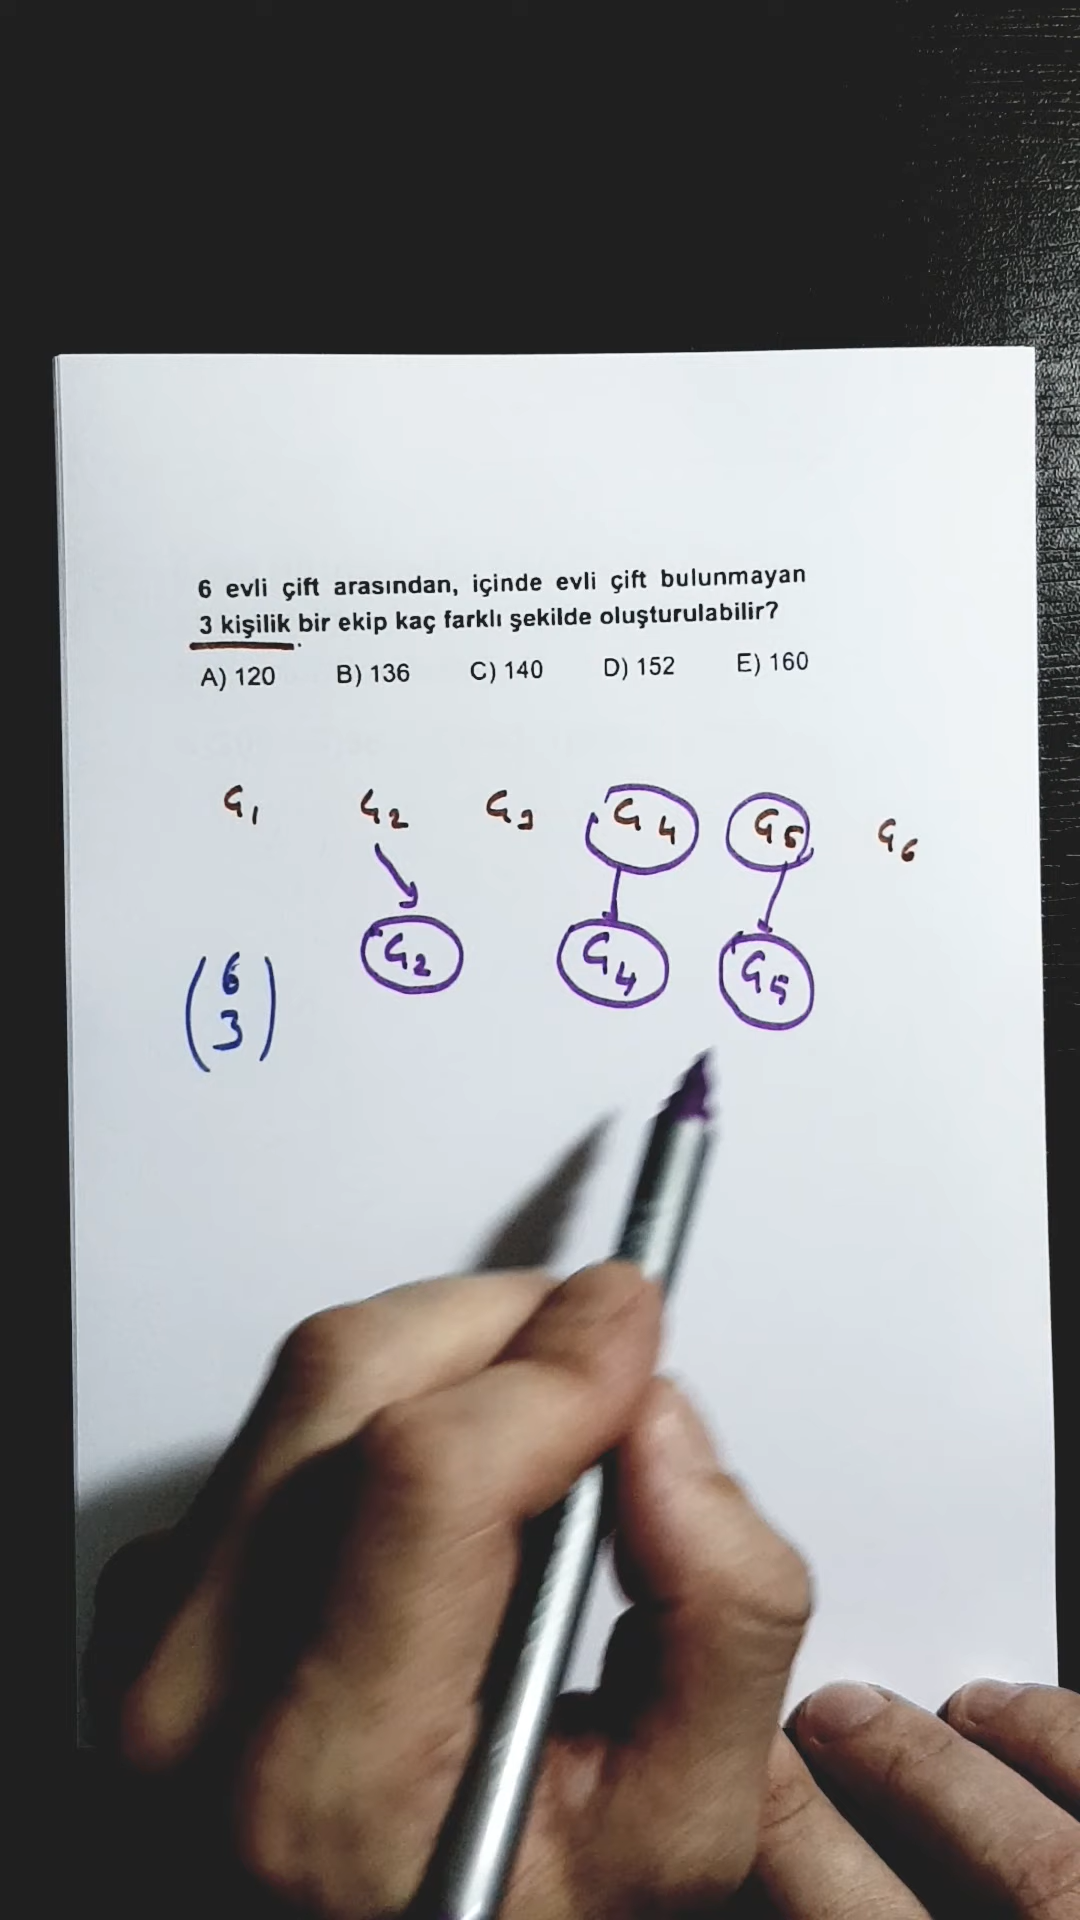 6 evli çift arasından, içinde evli çift bulunmayan
3 kişilik bir ekip kaç farklı şekilde oluşturulabilir?
A) 120 B) 136 C) 140 D) 152 E) 160
Ç1 Ç2 Ç3 Ç4 Ç5 Ç6
Ç2 Ç4 Ç5
(6
3)